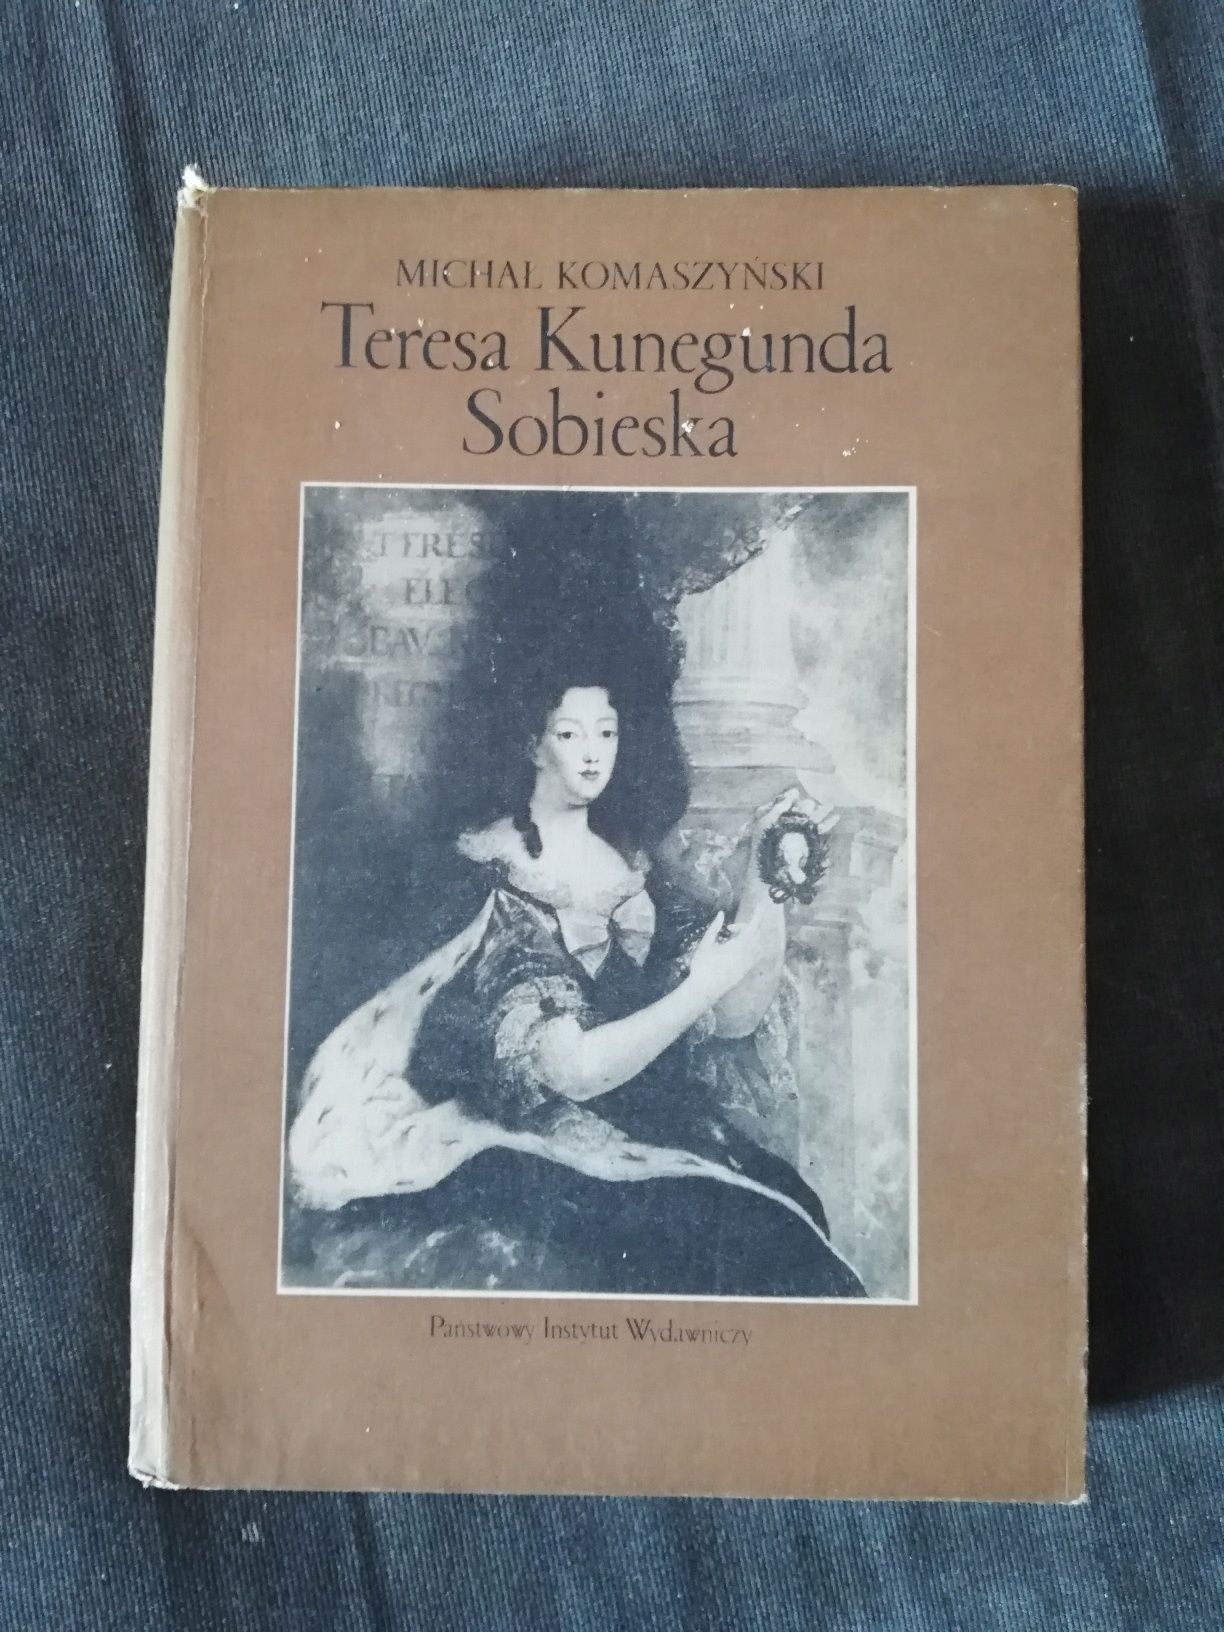 MICHAŁ KOMASZYŃSKI
Teresa Kunegunda
Sobieska
Państwowy Instytut Wydawniczy